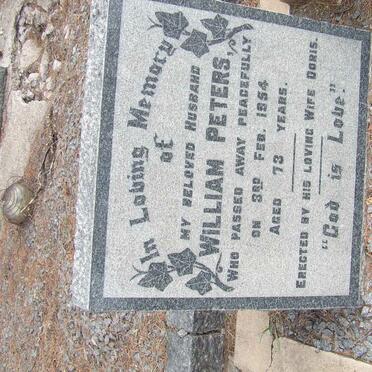 In Loving Memory
of
MY BELOVED HUSBAND
WILLIAM PETERS
WHO PASSED AWAY PEACEFULLY
ON 3RD FEB. 1954
AGED 73 YEARS.
ERECTED BY HIS LOVING WIFE DORIS.
"God is Love."